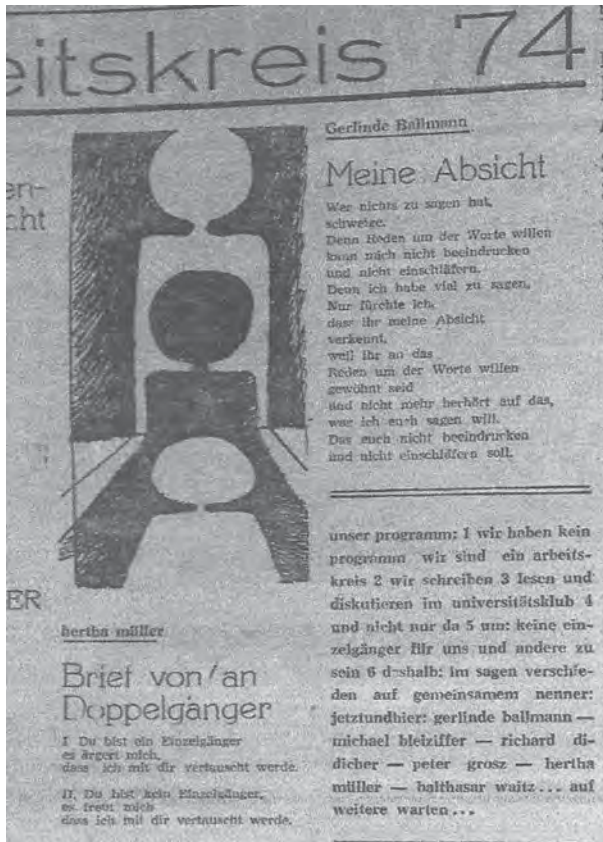 eitskreis 74
en-
cht
ER
Gerlinde Ballmann
Meine Absicht
Wer nichts zu sagen hat,
schweige.
Denn Reden um der Worte willen
kann mich nicht beeindrucken
und nicht einschläfern.
Denn ich habe viel zu sagen.
Nur fürchte ich,
dass ihr meine Absicht
verkennt,
weil ihr an das
Reden um der Worte willen
gewöhnt seid
und nicht mehr herhört auf das,
was ich euch sagen will.
Das euch nicht beeindrucken
und nicht einschläfern soll.
unser programm: 1 wir haben kein
programm wir sind ein arbeits-
kreis 2 wir schreiben 3 lesen und
diskutieren im universitätsklub 4
und nicht nur da 5 um: keine ein-
zelgänger für uns und andere zu
sein 6 deshalb: im sagen verschie-
den auf gemeinsamem nenner:
jetztundhier: gerlinde ballmann —
michael bleiziffer — richard di-
dicher — peter grosz — hertha
müller — balthasar waitz ... auf
weitere warten ...
hertha müller
Brief von/an
Doppelgänger
I Du bist ein Einzelgänger
es ärgert mich,
dass ich mit dir vertauscht werde.
II. Du bist kein Einzelgänger,
es freut mich
dass ich mit dir vertauscht werde.